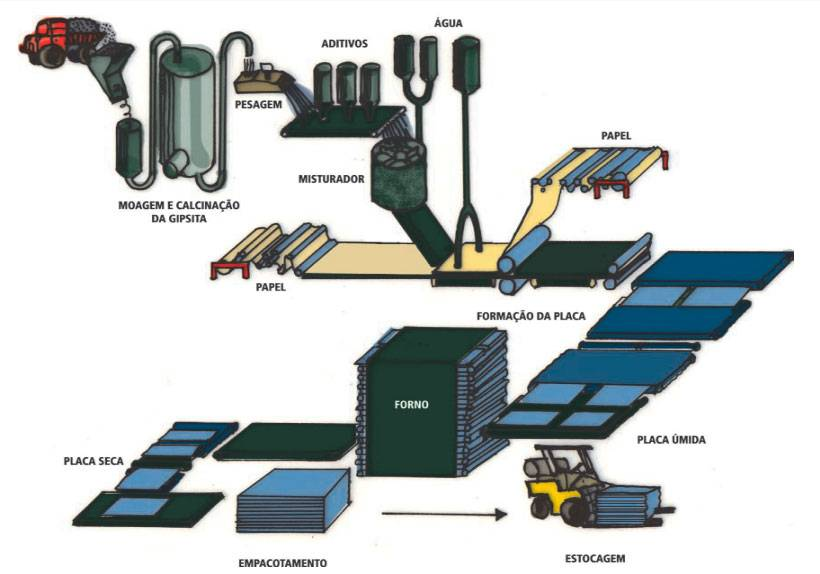 ÁGUA
ADITIVOS
PESAGEM
PAPEL
MISTURADOR
MOAGEM E CALCINAÇÃO
DA GIPSITA
PAPEL
FORMAÇÃO DA PLACA
FORNO
PLACA ÚMIDA
PLACA SECA
EMPACOTAMENTO
ESTOCAGEM